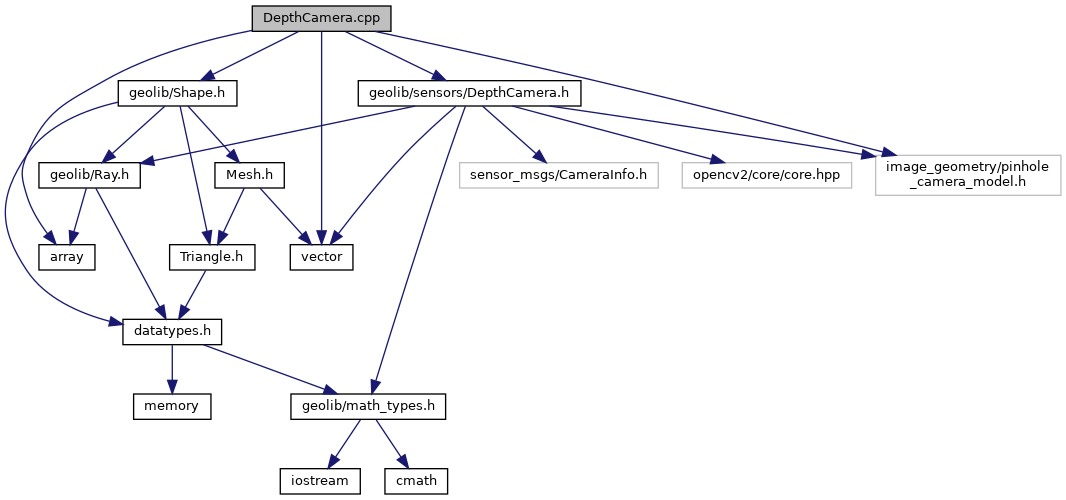 DepthCamera.cpp
geolib/Shape.h
geolib/sensors/DepthCamera.h
geolib/Ray.h
Mesh.h
sensor_msgs/CameraInfo.h
opencv2/core/core.hpp
image_geometry/pinhole
_camera_model.h
array
Triangle.h
vector
datatypes.h
memory
geolib/math_types.h
iostream
cmath